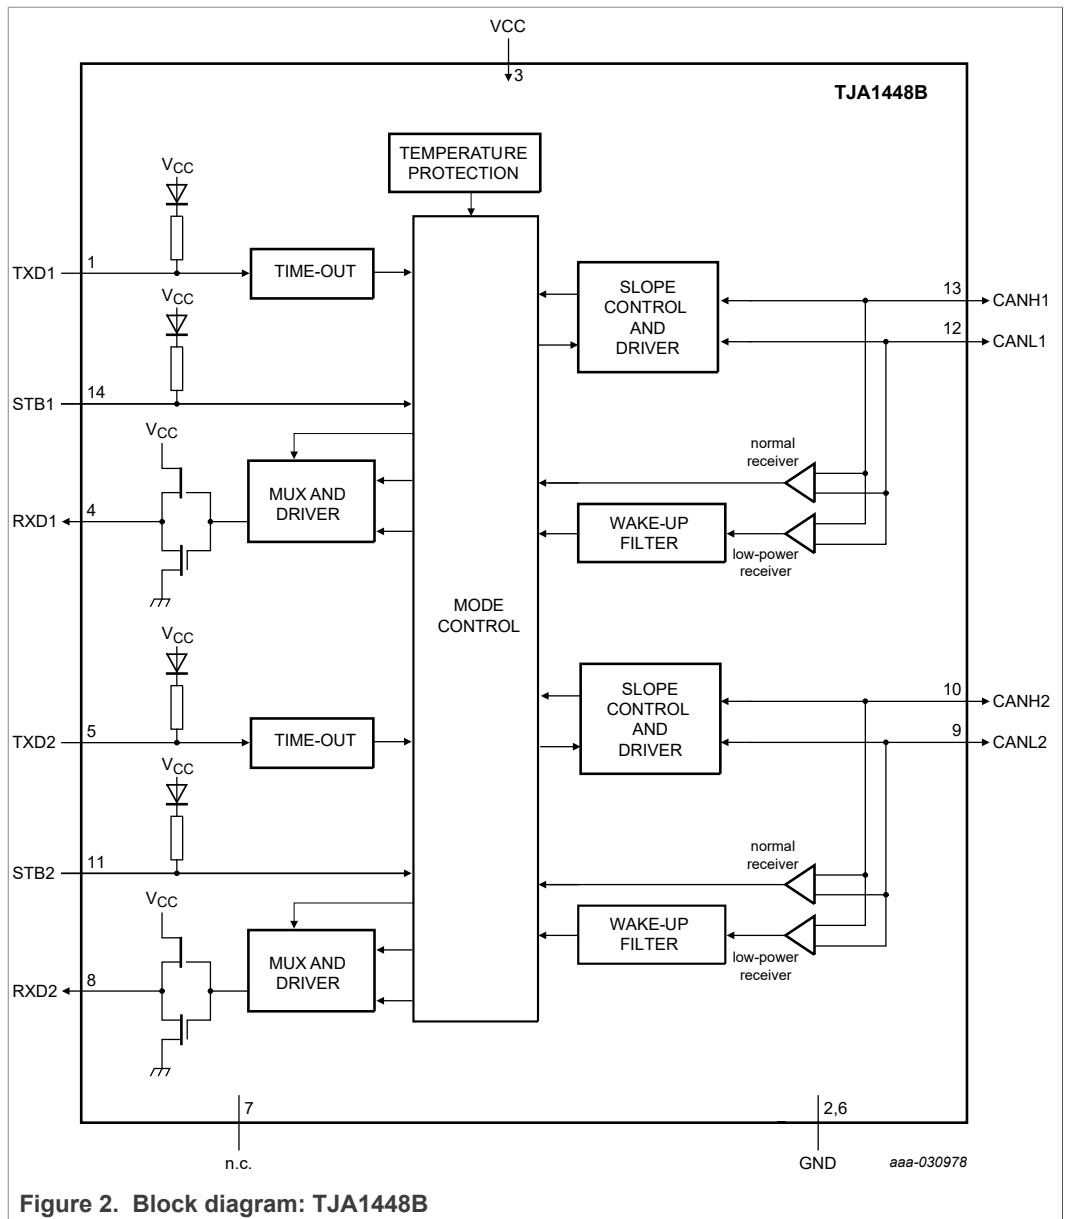 VCC
3
TJA1448B
TEMPERATURE
PROTECTION
VCC
TXD1
1
TIME-OUT
SLOPE
CONTROL
AND
DRIVER
13
CANH1
12
CANL1
VCC
STB1
14
VCC
MUX AND
DRIVER
RXD1
4
normal
receiver
WAKE-UP
FILTER
low-power
receiver
MODE
CONTROL
VCC
TXD2
5
TIME-OUT
SLOPE
CONTROL
AND
DRIVER
10
CANH2
9
CANL2
VCC
STB2
11
VCC
MUX AND
DRIVER
RXD2
8
normal
receiver
WAKE-UP
FILTER
low-power
receiver
7
n.c.
2,6
GND
aaa-030978
Figure 2. Block diagram: TJA1448B